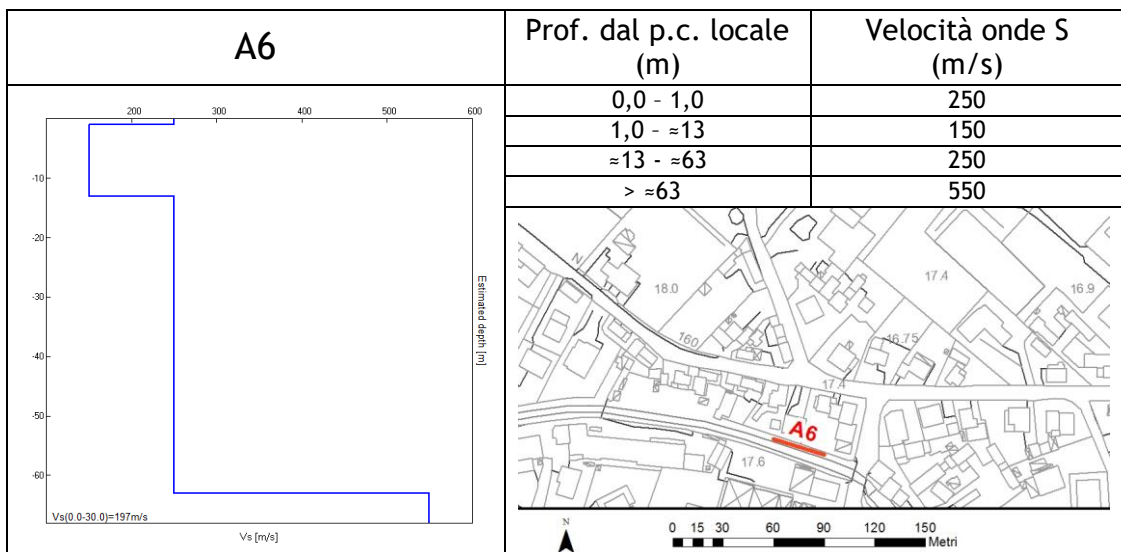 A6
Prof. dal p.c. locale
(m)
Velocità onde S
(m/s)
0,0 – 1,0
250
1,0 – ≈13
150
≈13 - ≈63
250
> ≈63
550
200
300
400
500
600
-10
-20
-30
-40
-50
-60
Estimated depth [m]
Vs(0.0-30.0)=197m/s
Vs [m/s]
N
18.0
17.4
16.9
160
16.75
17.4
A6
17.6
N
0 15 30 60 90 120 150
Metri